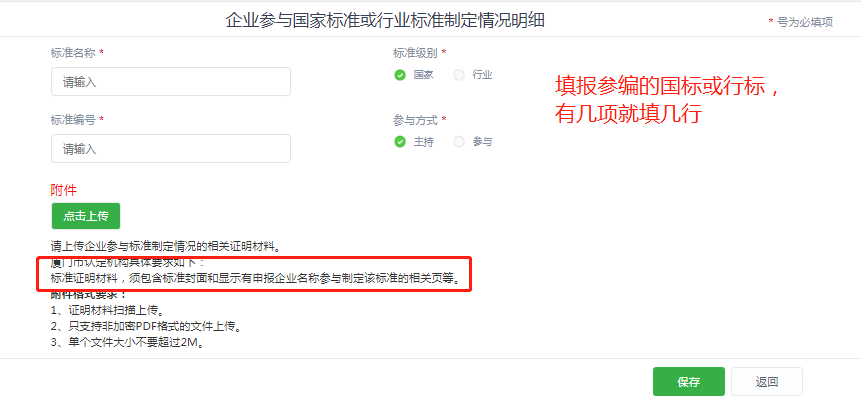 企业参与国家标准或行业标准制定情况明细
* 号为必填项
标准名称 *
请输入
标准级别 *
国家 行业
填报参编的国标或行标，
有几项就填几行
标准编号 *
请输入
参与方式 *
主持 参与
附件
点击上传
请上传企业参与标准制定情况的相关证明材料。
厦门市认定机构具体要求如下：
标准证明材料，须包含标准封面和显示有申报企业名称参与制定该标准的相关页等。
附件格式要求：
1、证明材料扫描上传。
2、只支持非加密PDF格式的文件上传。
3、单个文件大小不要超过2M。
保存 返回